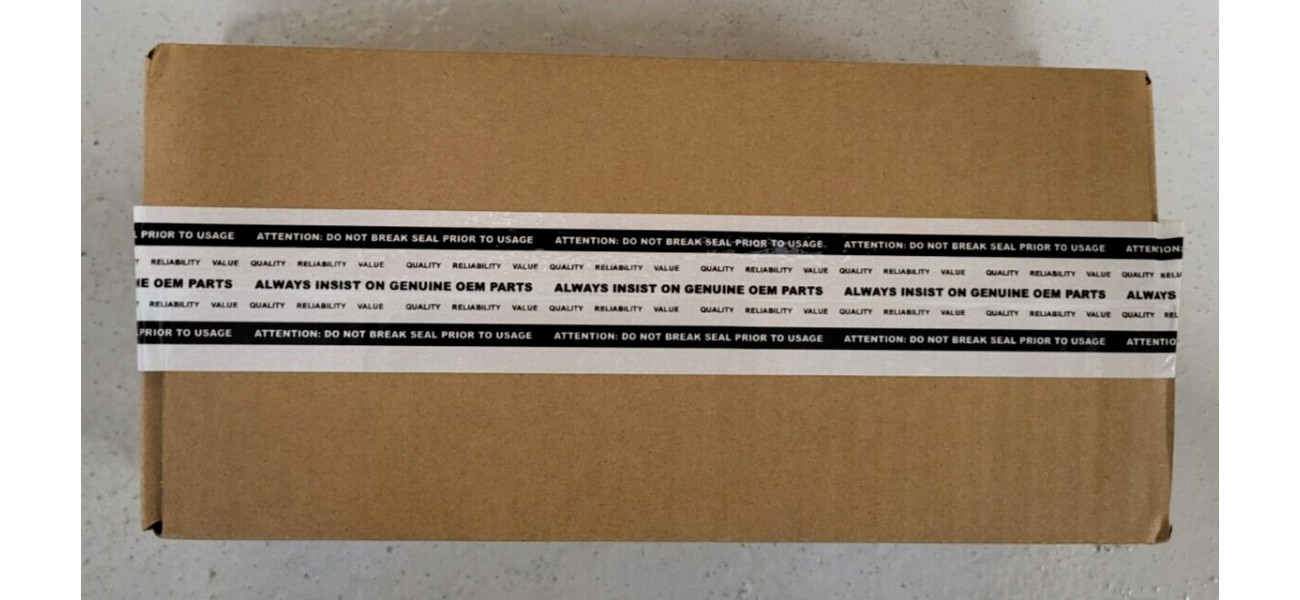 PRIOR TO USAGE ATTENTION: DO NOT BREAK SEAL PRIOR TO USAGE ATTENTION: DO NOT BREAK SEAL PRIOR TO USAGE ATTENTION: DO NOT BREAK SEAL PRIOR TO USAGE ATTENTION:
RELIABILITY VALUE QUALITY RELIABILITY VALUE QUALITY RELIABILITY VALUE QUALITY RELIABILITY VALUE QUALITY RELIABILITY VALUE QUALITY RELIABILITY VALUE QUALITY RELIABILITY VALUE QUALITY
OEM PARTS ALWAYS INSIST ON GENUINE OEM PARTS ALWAYS INSIST ON GENUINE OEM PARTS ALWAYS INSIST ON GENUINE OEM PARTS ALWAYS
RELIABILITY VALUE QUALITY RELIABILITY VALUE QUALITY RELIABILITY VALUE QUALITY RELIABILITY VALUE QUALITY RELIABILITY VALUE QUALITY RELIABILITY VALUE QUALITY RELIABILITY VALUE QUALITY
PRIOR TO USAGE ATTENTION: DO NOT BREAK SEAL PRIOR TO USAGE ATTENTION: DO NOT BREAK SEAL PRIOR TO USAGE ATTENTION: DO NOT BREAK SEAL PRIOR TO USAGE ATTENTIO